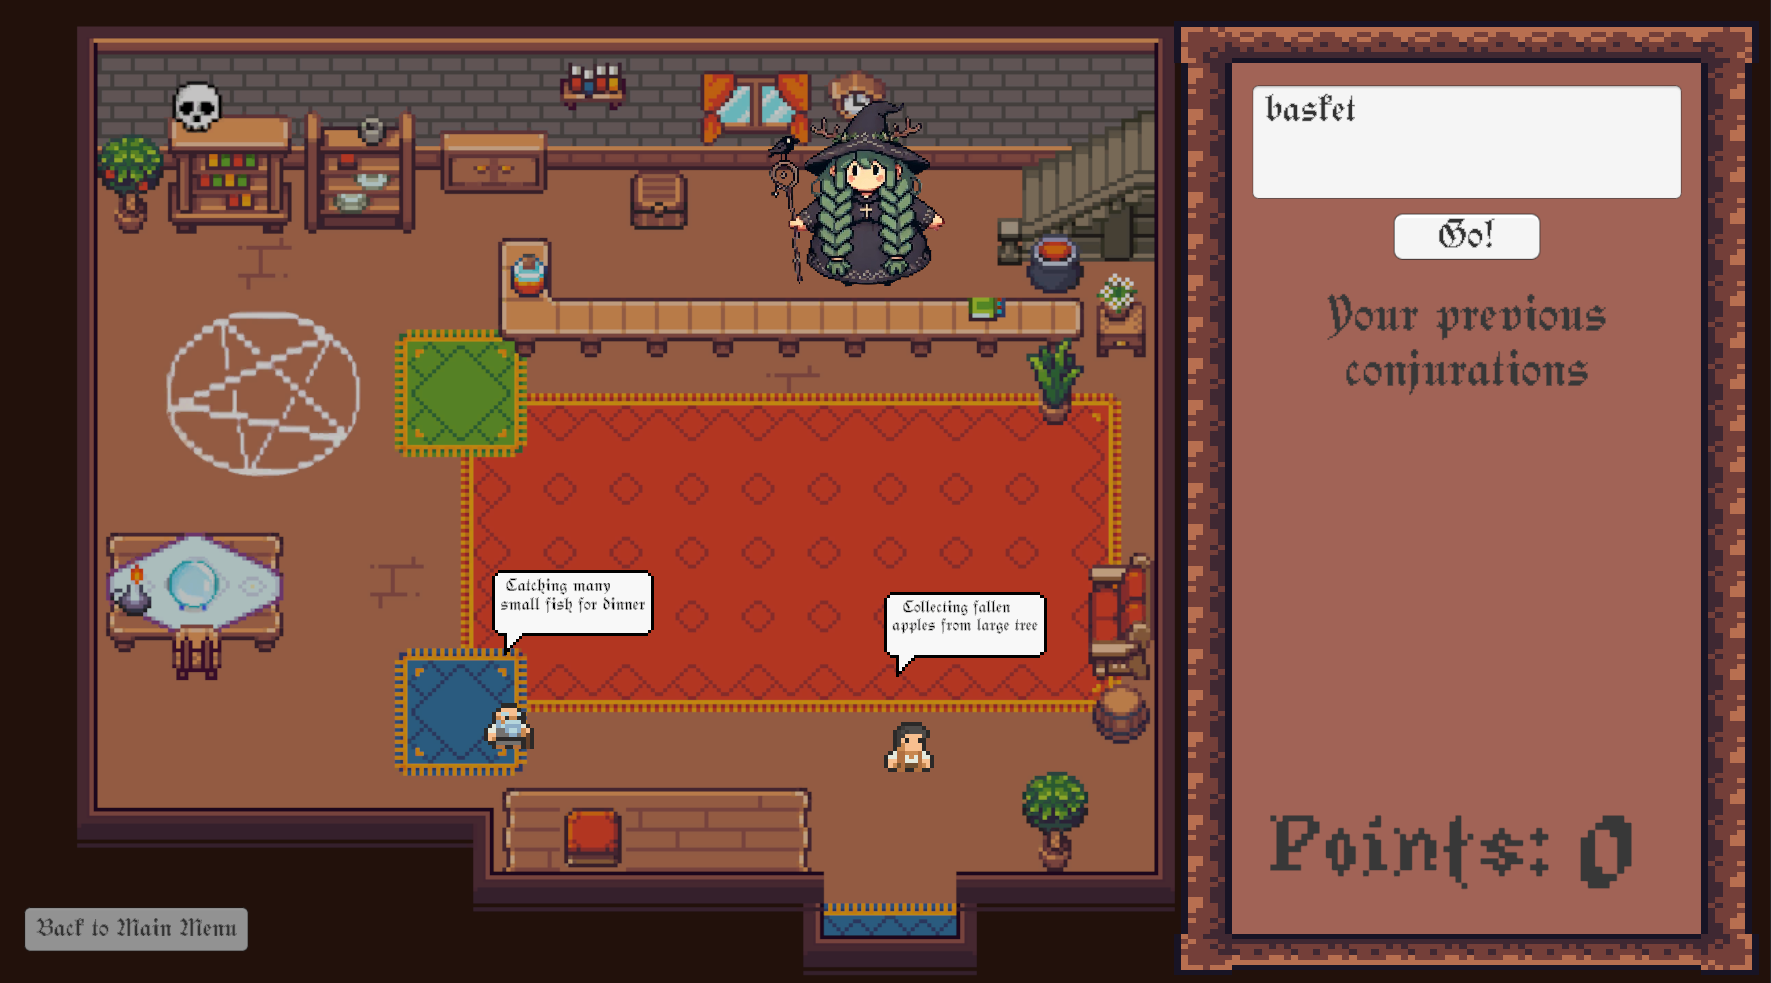 basket
Go!
Your previous
conjurations
Catching many
small fish for dinner
Collecting fallen
apples from large tree
Points: 0
Back to Main Menu